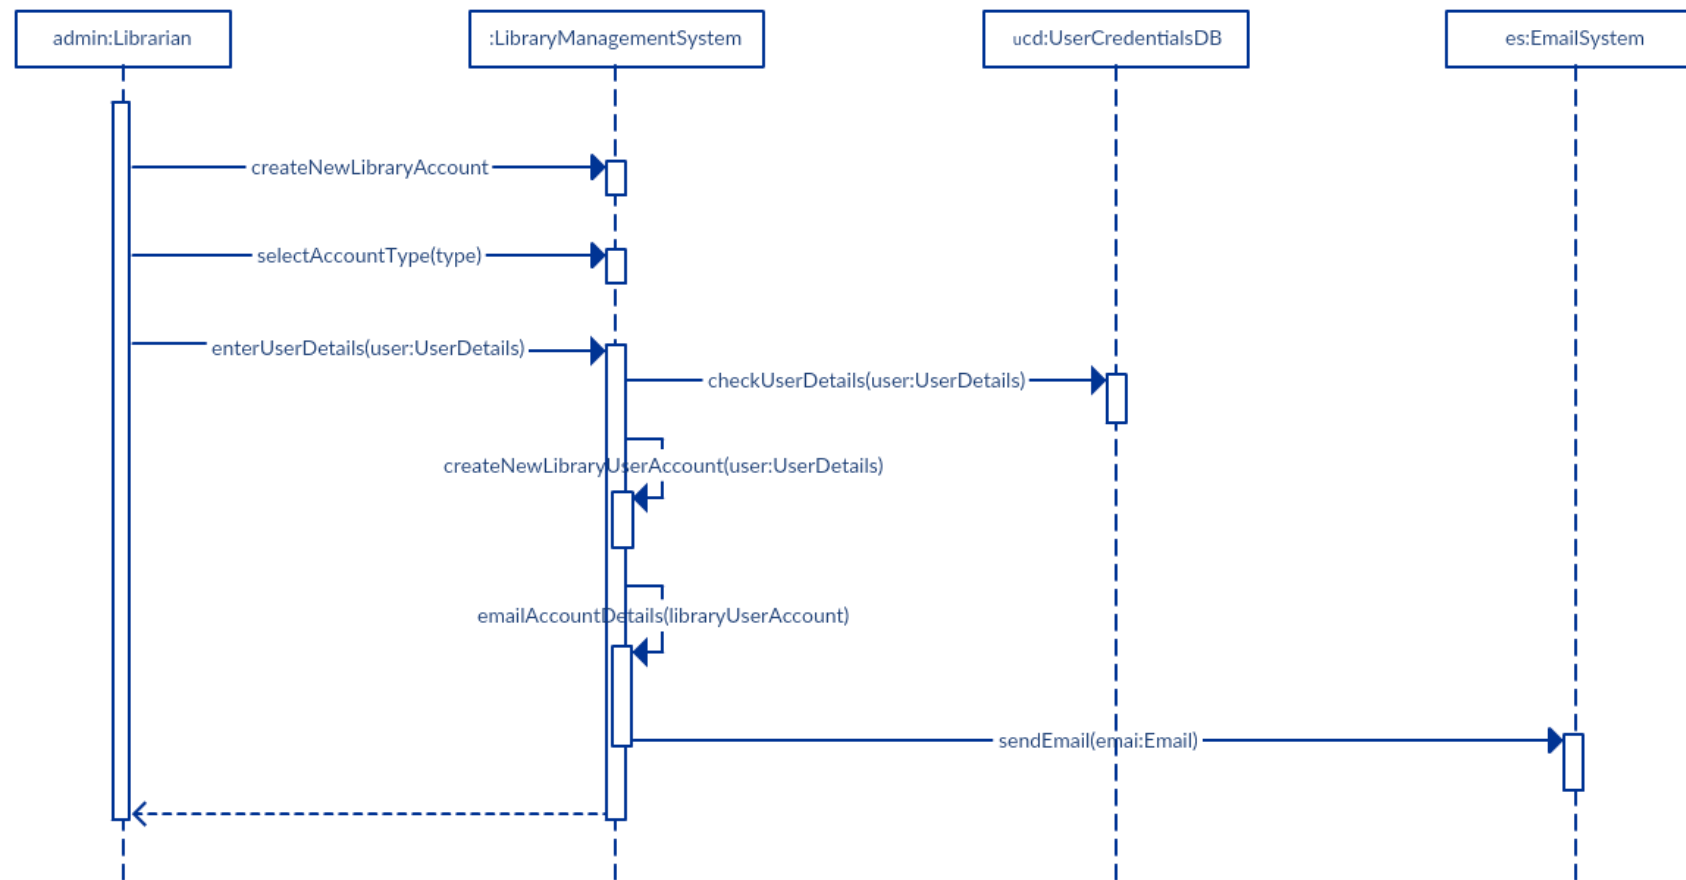 admin:Librarian
:LibraryManagementSystem
ucd:UserCredentialsDB
es:EmailSystem
createNewLibraryAccount
selectAccountType(type)
enterUserDetails(user:UserDetails)
checkUserDetails(user:UserDetails)
createNewLibraryUserAccount(user:UserDetails)
emailAccountDetails(libraryUserAccount)
sendEmail(emai:Email)